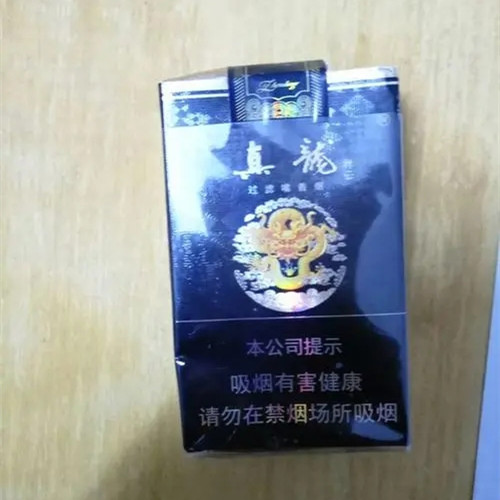 真龍
过滤嘴香烟
本公司提示
吸烟有害健康
请勿在禁烟场所吸烟